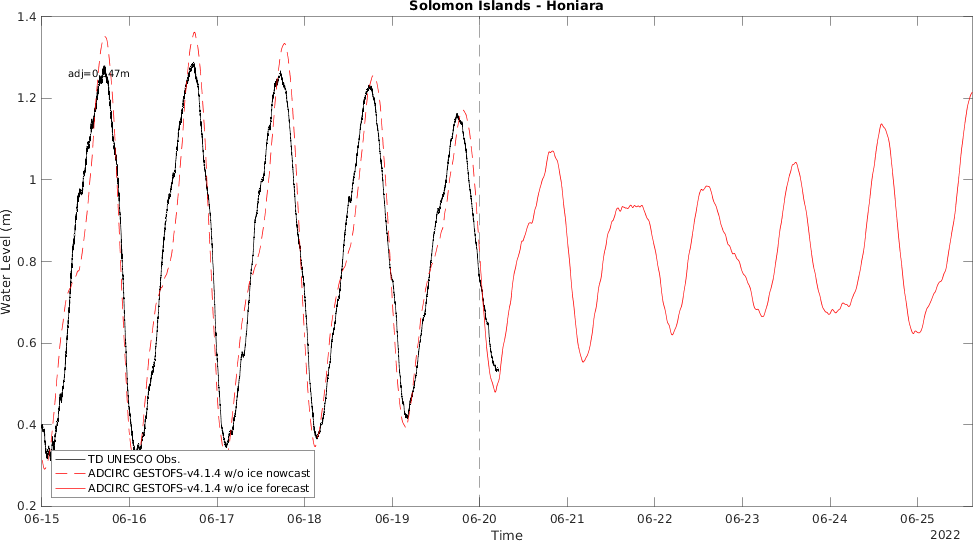 Solomon Islands - Honiara
1.4
1.2
1
0.8
0.6
0.4
0.2
Water Level (m)
TD UNESCO Obs.
ADCIRC GESTOFS-v4.1.4 w/o ice nowcast
ADCIRC GESTOFS-v4.1.4 w/o ice forecast
06-15 06-16 06-17 06-18 06-19 06-20 06-21 06-22 06-23 06-24 06-25
Time
2022